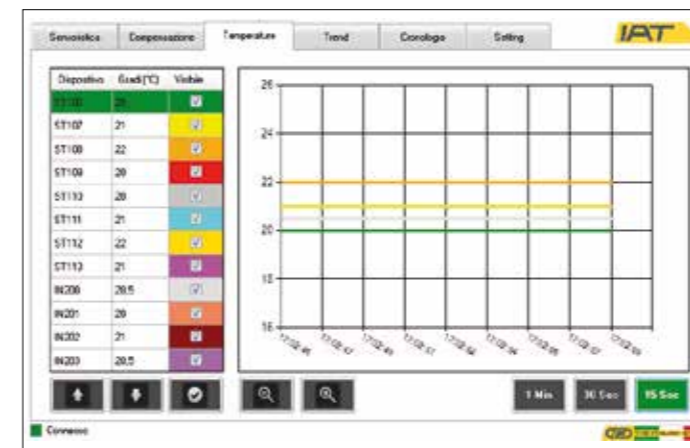 Sensoristica Compensazione Temperature Trend Cronologia Setting IAT
Dispositivo Gradi(°C) Visibile
ST107 21
ST108 22
ST109 20
ST110 20
ST111 21
ST112 22
ST113 21
IN200 20.5
IN201 20
IN202 21
IN203 20.5
26
24
22
20
18
16
1 Min 30 Sec 15 Sec
Connesso